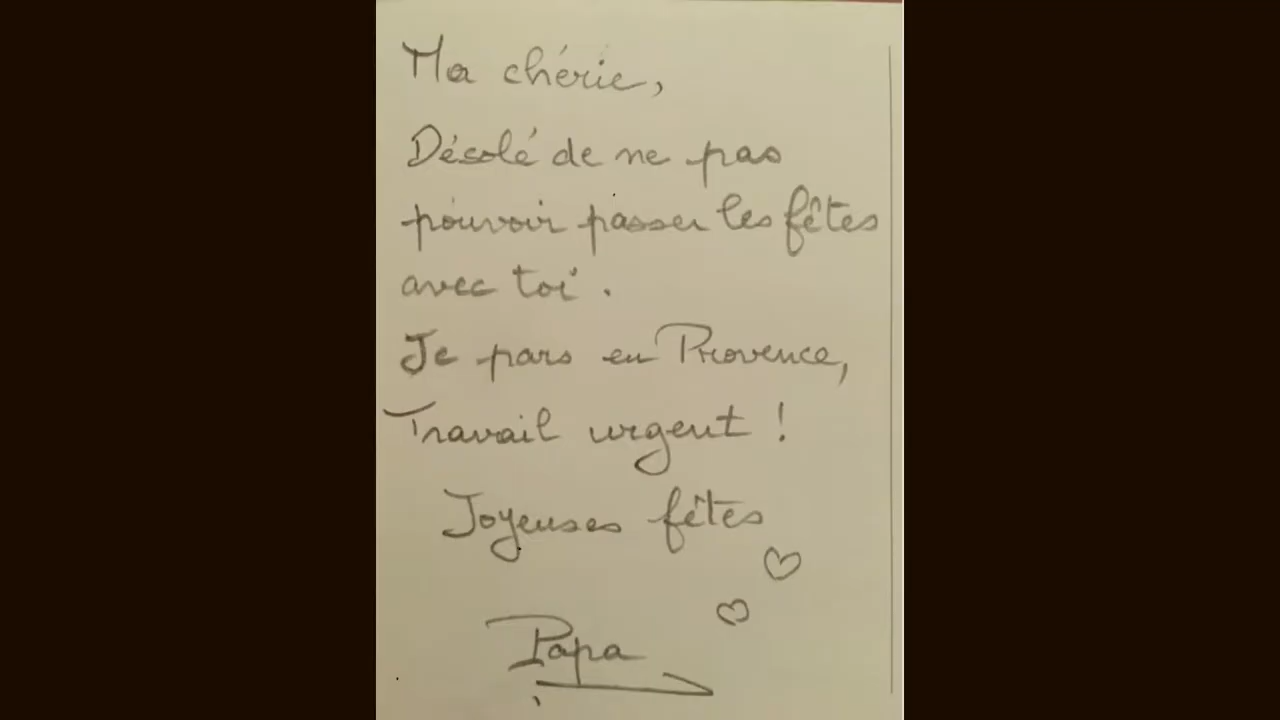 Ma chérie,
Désolé de ne pas
pouvoir passer les fêtes
avec toi.
Je pars en Provence,
Travail urgent !
Joyeuses fêtes
Papa